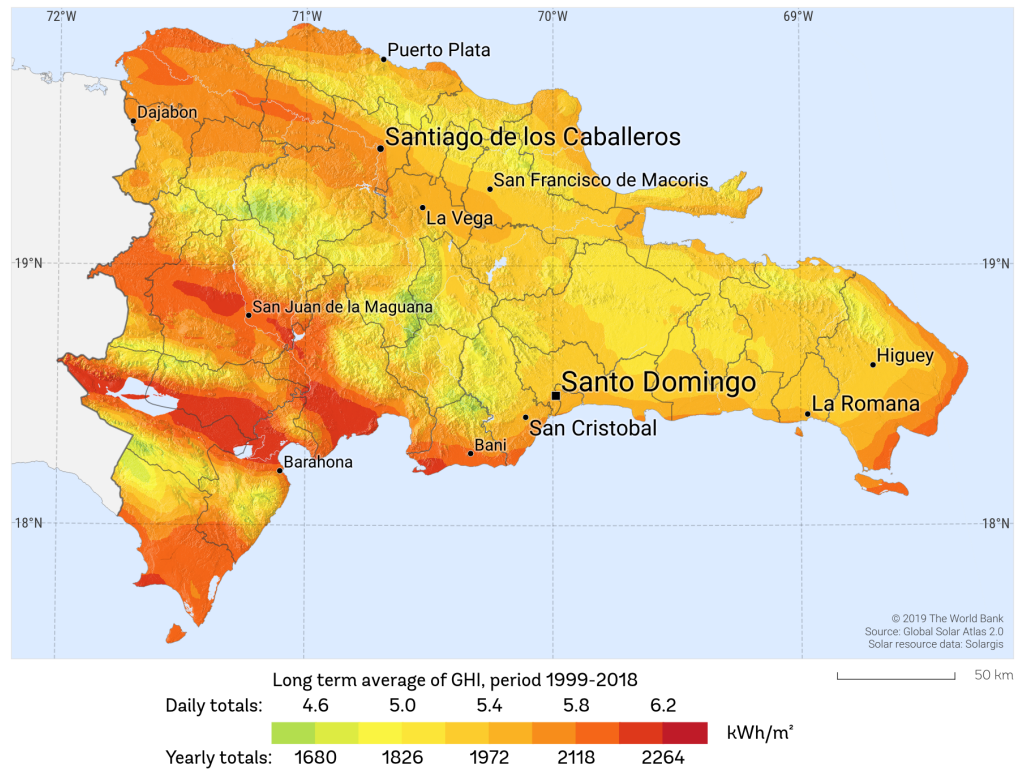 72°W 71°W 70°W 69°W
Puerto Plata
Dajabon
Santiago de los Caballeros
San Francisco de Macoris
La Vega
19°N 19°N
San Juan de la Maguana
Higuey
Santo Domingo
La Romana
San Cristobal
Bani
Barahona
18°N 18°N
© 2019 The World Bank
Source: Global Solar Atlas 2.0
Solar resource data: Solargis
50 km
Long term average of GHI, period 1999-2018
Daily totals: 4.6 5.0 5.4 5.8 6.2
kWh/m²
Yearly totals: 1680 1826 1972 2118 2264